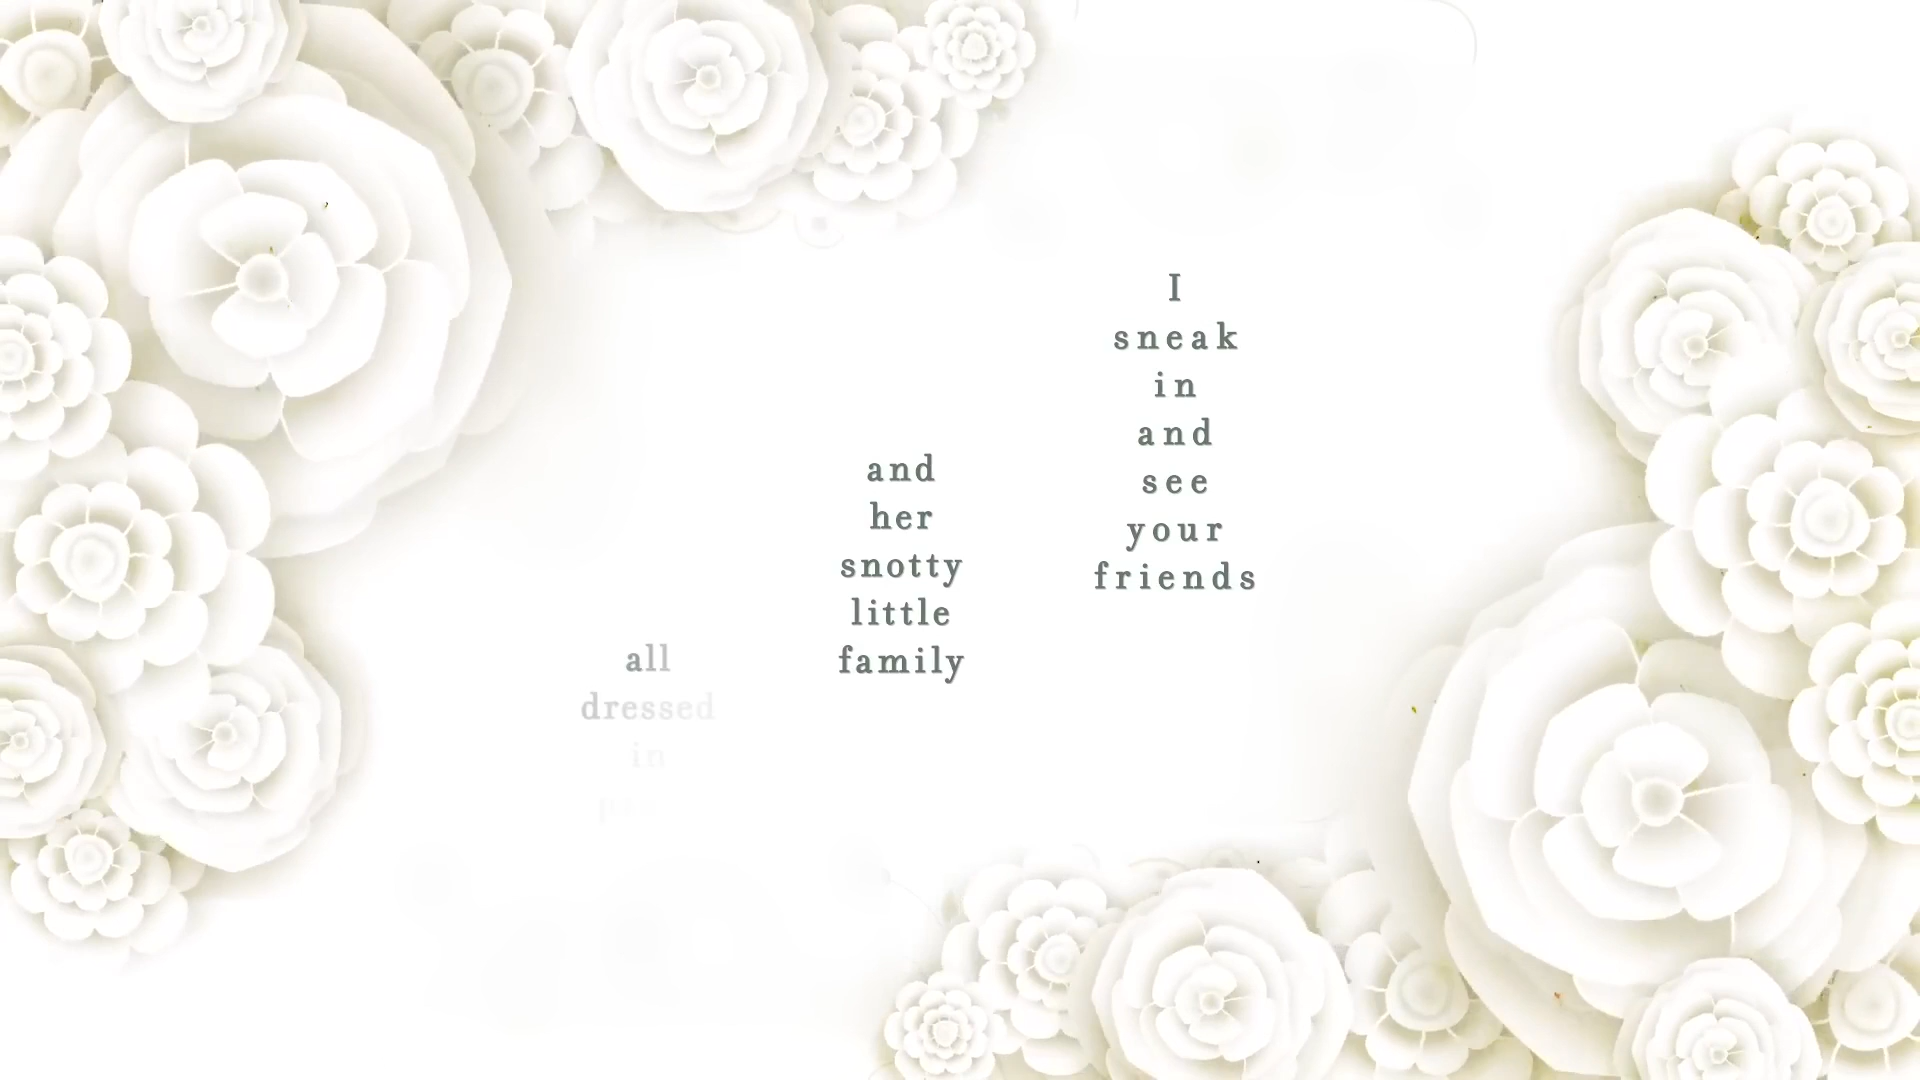 I
sneak
in
and
see
your
friends
and
her
snotty
little
family
all
dressed
in